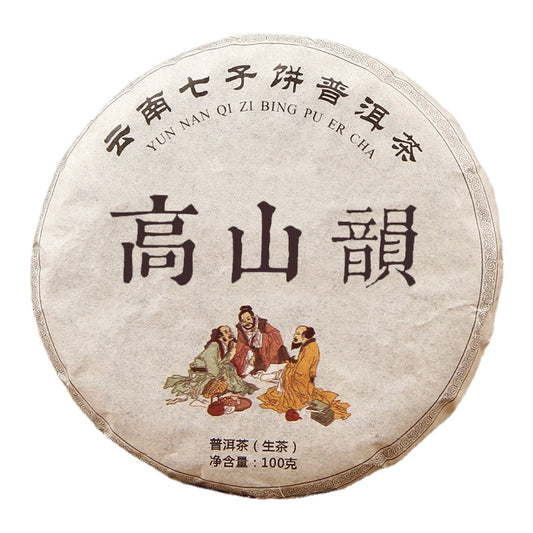 云南七子饼普洱茶
YUN NAN QI ZI BING PU ER CHA
高山韻
普洱茶（生茶）
净含量：100克